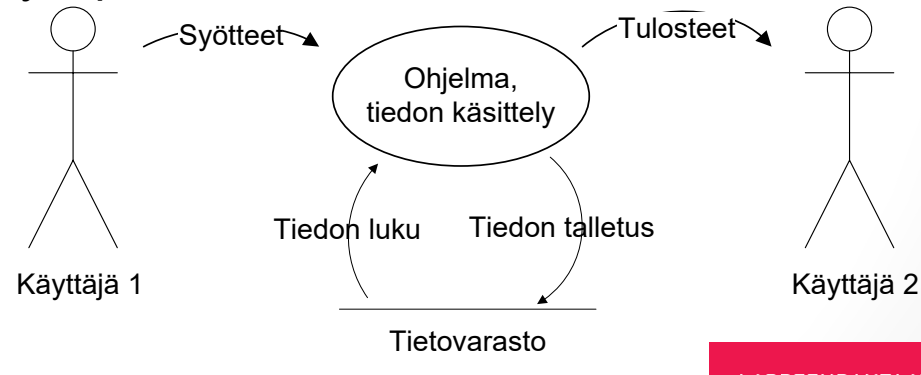 Syötteet
Tulosteet
Ohjelma,
tiedon käsittely
Tiedon luku
Tiedon talletus
Käyttäjä 1
Käyttäjä 2
Tietovarasto